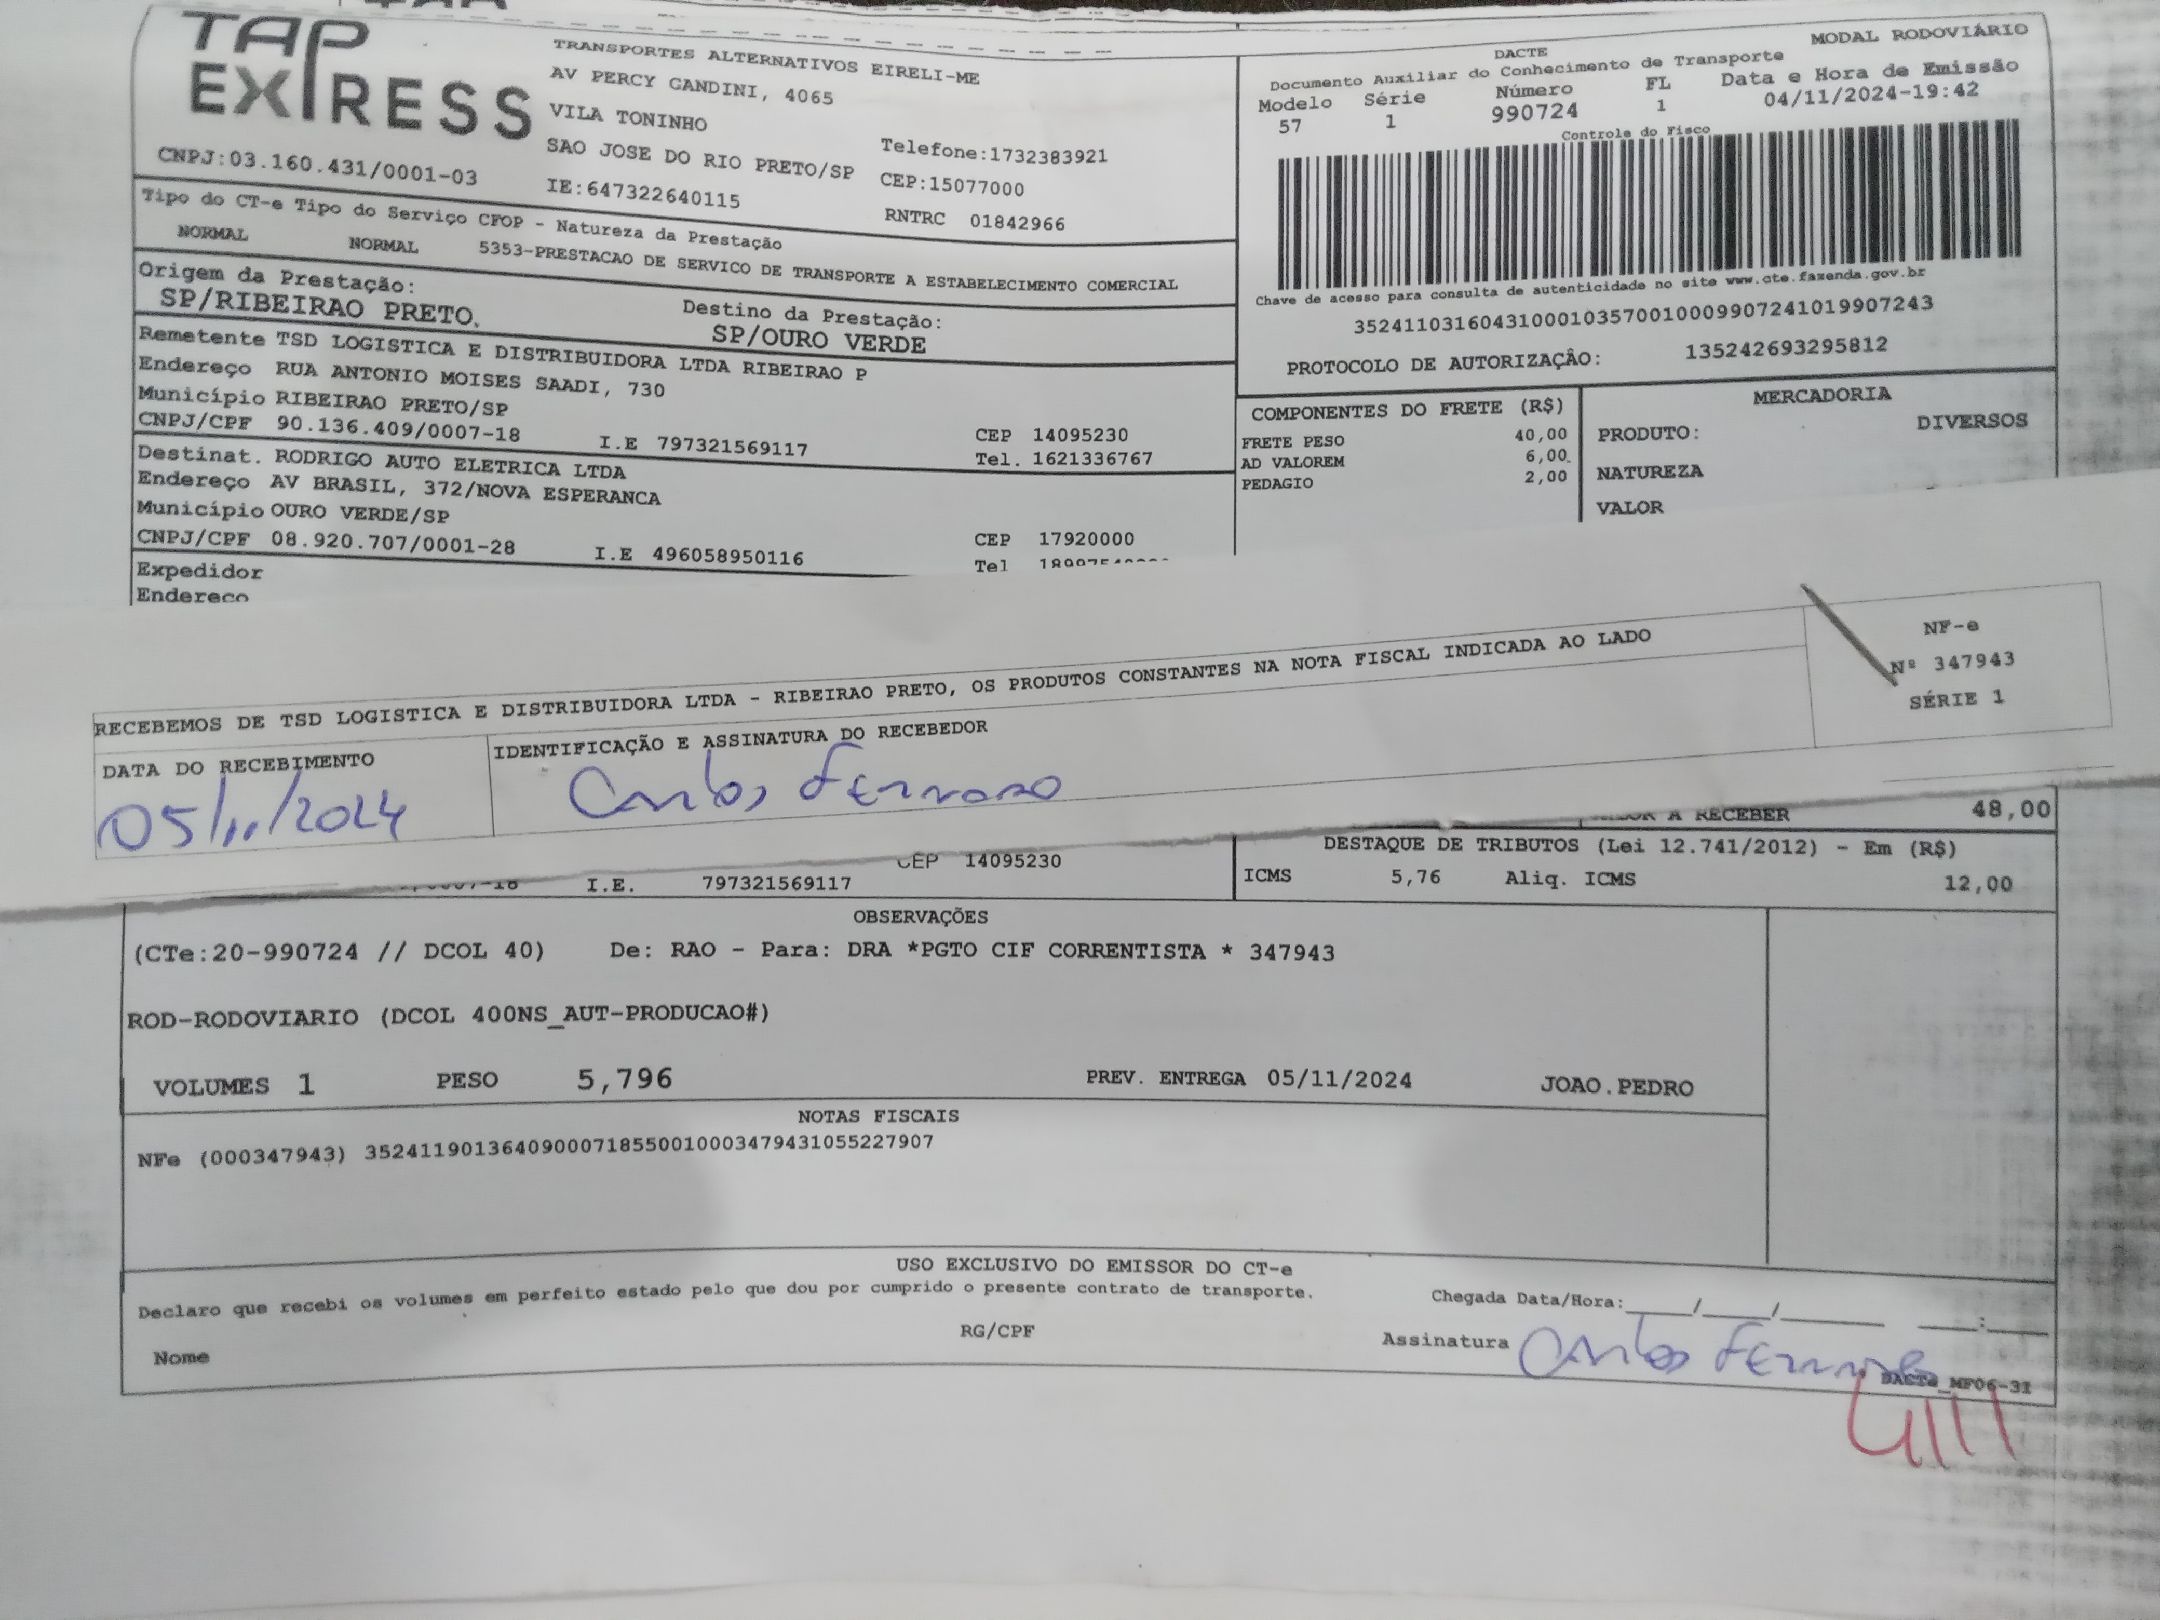 TAP EXPRESS
TRANSPORTES ALTERNATIVOS EIRELI-ME
AV PERCY GANDINI, 4065
VILA TONINHO
SAO JOSE DO RIO PRETO/SP
Telefone:1732383921
CEP:15077000
CNPJ:03.160.431/0001-03
IE:647322640115
RNTRC 01842966
MODAL RODOVIÁRIO
DACTE
Documento Auxiliar do Conhecimento de Transporte
Modelo Série Número FL Data e Hora de Emissão
57 1 990724 1 04/11/2024-19:42
Controle do Fisco
Chave de acesso para consulta de autenticidade no site www.cte.fazenda.gov.br
35241103160431000103570010009907241019907243
PROTOCOLO DE AUTORIZAÇÃO: 135242693295812
Tipo do CT-e Tipo do Serviço CFOP - Natureza da Prestação
NORMAL NORMAL 5353-PRESTACAO DE SERVICO DE TRANSPORTE A ESTABELECIMENTO COMERCIAL
Origem da Prestação: Destino da Prestação:
SP/RIBEIRAO PRETO. SP/OURO VERDE
Remetente TSD LOGISTICA E DISTRIBUIDORA LTDA RIBEIRAO P
Endereço RUA ANTONIO MOISES SAADI, 730
Município RIBEIRAO PRETO/SP CEP 14095230
CNPJ/CPF 90.136.409/0007-18 I.E 797321569117 Tel. 1621336767
Destinat. RODRIGO AUTO ELETRICA LTDA
Endereço AV BRASIL, 372/NOVA ESPERANCA
Município OURO VERDE/SP CEP 17920000
CNPJ/CPF 08.920.707/0001-28 I.E 496058950116 Tel
Expedidor
Endereço
COMPONENTES DO FRETE (R$)
FRETE PESO 40,00
AD VALOREM 6,00
PEDAGIO 2,00
MERCADORIA
PRODUTO: DIVERSOS
NATUREZA
VALOR
RECEBEMOS DE TSD LOGISTICA E DISTRIBUIDORA LTDA - RIBEIRAO PRETO, OS PRODUTOS CONSTANTES NA NOTA FISCAL INDICADA AO LADO
NF-e
Nº 347943
SÉRIE 1
DATA DO RECEBIMENTO
05/11/2024
IDENTIFICAÇÃO E ASSINATURA DO RECEBEDOR
Carlos
A RECEBER 48,00
CEP 14095230
I.E. 797321569117
DESTAQUE DE TRIBUTOS (Lei 12.741/2012) - Em (R$)
ICMS 5,76 Aliq. ICMS 12,00
OBSERVAÇÕES
(CTe:20-990724 // DCOL 40) De: RAO - Para: DRA *PGTO CIF CORRENTISTA * 347943
ROD-RODOVIARIO (DCOL 400NS_AUT-PRODUCAO#)
VOLUMES 1 PESO 5,796 PREV. ENTREGA 05/11/2024 JOAO.PEDRO
NOTAS FISCAIS
NFe (000347943) 35241190136409000718550010003479431055227907
USO EXCLUSIVO DO EMISSOR DO CT-e
Declaro que recebi os volumes em perfeito estado pelo que dou por cumprido o presente contrato de transporte.
Chegada Data/Hora:____/____/______ ___:___
Nome RG/CPF Assinatura Carlos
DACTe_MF06-31